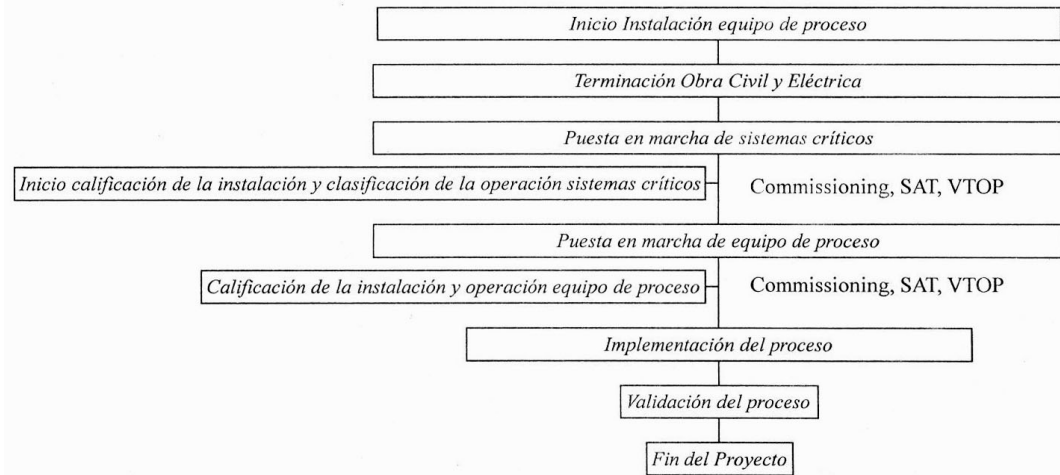 Inicio Instalación equipo de proceso
Terminación Obra Civil y Eléctrica
Puesta en marcha de sistemas críticos
Inicio calificación de la instalación y clasificación de la operación sistemas críticos
Commissioning, SAT, VTOP
Puesta en marcha de equipo de proceso
Calificación de la instalación y operación equipo de proceso
Commissioning, SAT, VTOP
Implementación del proceso
Validación del proceso
Fin del Proyecto